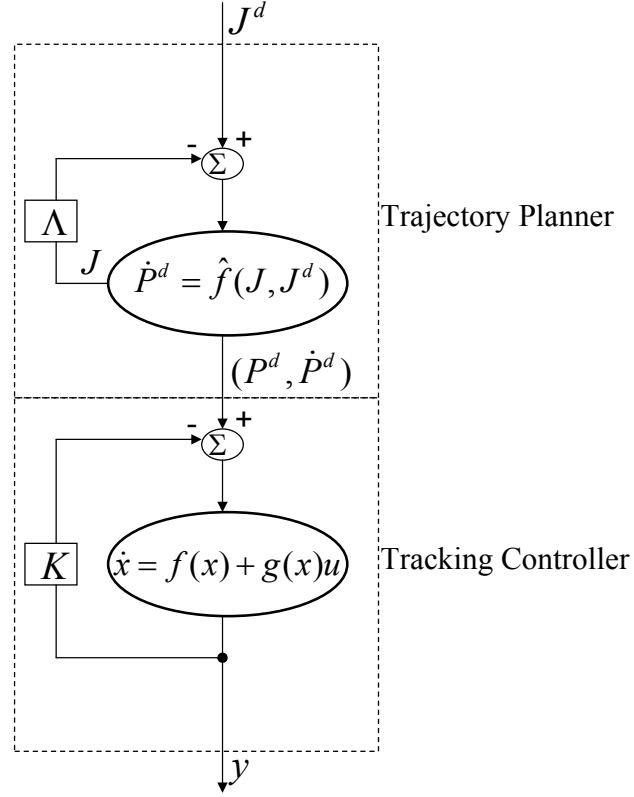 J^d
- +
Σ
Λ
Trajectory Planner
J
Ṗ^d = f̂(J, J^d)
(P^d, Ṗ^d)
- +
Σ
K
ẋ = f(x) + g(x)u
Tracking Controller
y